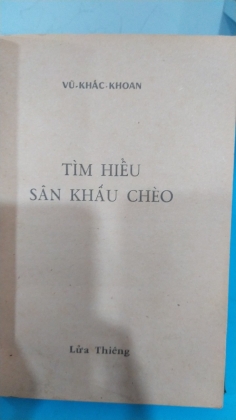 VŨ-KHẮC-KHOAN
TÌM HIỂU
SÂN KHẤU CHÈO
Lửa Thiêng